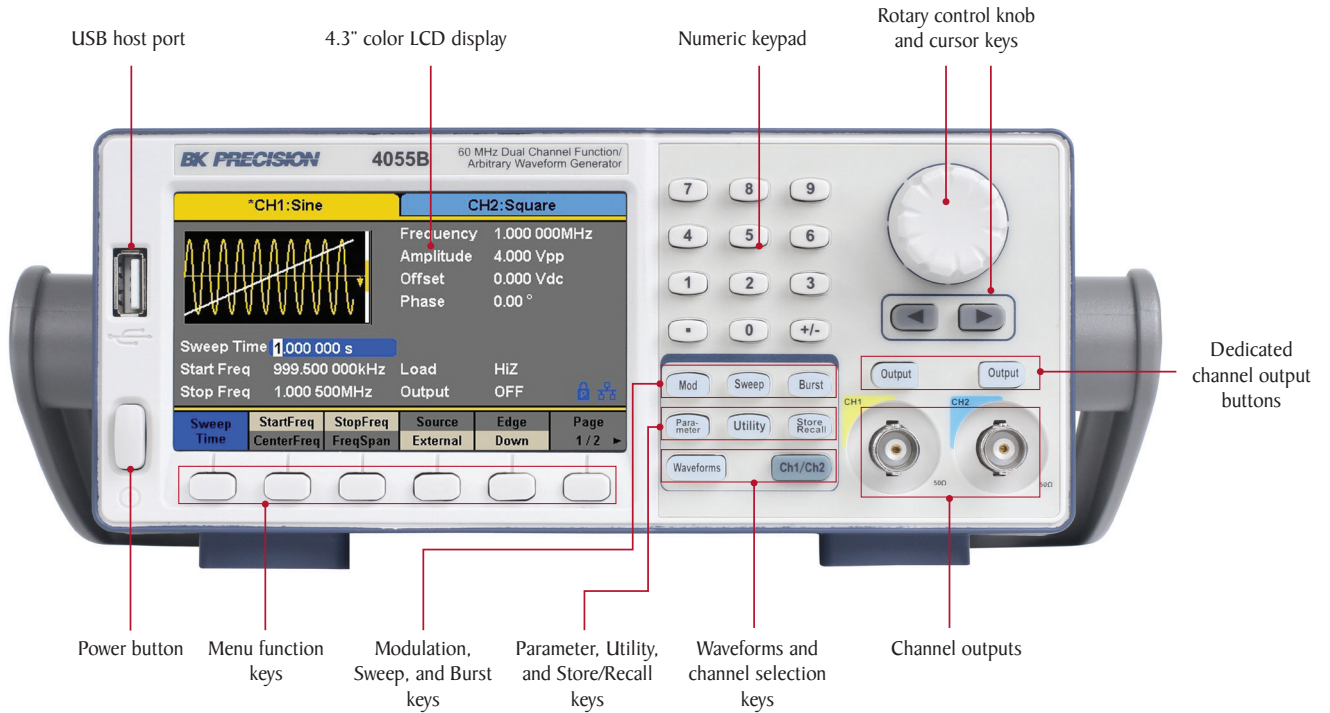 USB host port
4.3" color LCD display
Numeric keypad
Rotary control knob
and cursor keys
BK PRECISION
4055B
60 MHz Dual Channel Function/
Arbitrary Waveform Generator
*CH1:Sine
CH2:Square
Frequency 1.000 000MHz
Amplitude 4.000 Vpp
Offset 0.000 Vdc
Phase 0.00 °
Sweep Time 1.000 000 s
Start Freq 999.500 000kHz Load HiZ
Stop Freq 1.000 500MHz Output OFF
Sweep StartFreq StopFreq Source Edge Page
Time CenterFreq FreqSpan External Down 1/2 ►
7 8 9
4 5 6
1 2 3
. 0 +/-
Mod Sweep Burst
Para-
meter
Utility
Store
Recall
Waveforms Ch1/Ch2
◄ ►
Output Output
CH1 CH2
50Ω 50Ω
Dedicated
channel output
buttons
Power button
Menu function
keys
Modulation,
Sweep, and Burst
keys
Parameter, Utility,
and Store/Recall
keys
Waveforms and
channel selection
keys
Channel outputs